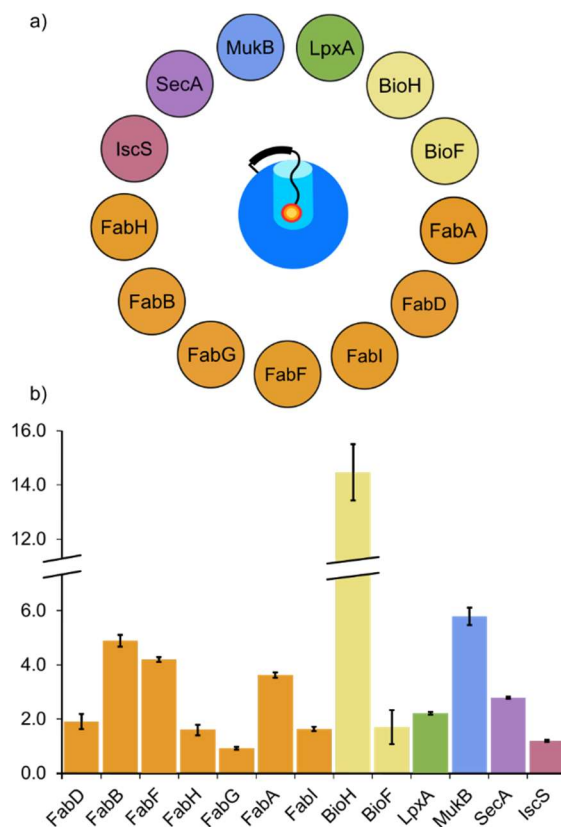 a)
MukB
LpxA
SecA
BioH
IscS
BioF
FabH
FabA
FabB
FabD
FabG
FabI
FabF
b)
16.0
14.0
12.0
6.0
4.0
2.0
0.0
FabD
FabB
FabF
FabH
FabG
FabA
FabI
BioH
BioF
LpxA
MukB
SecA
IscS